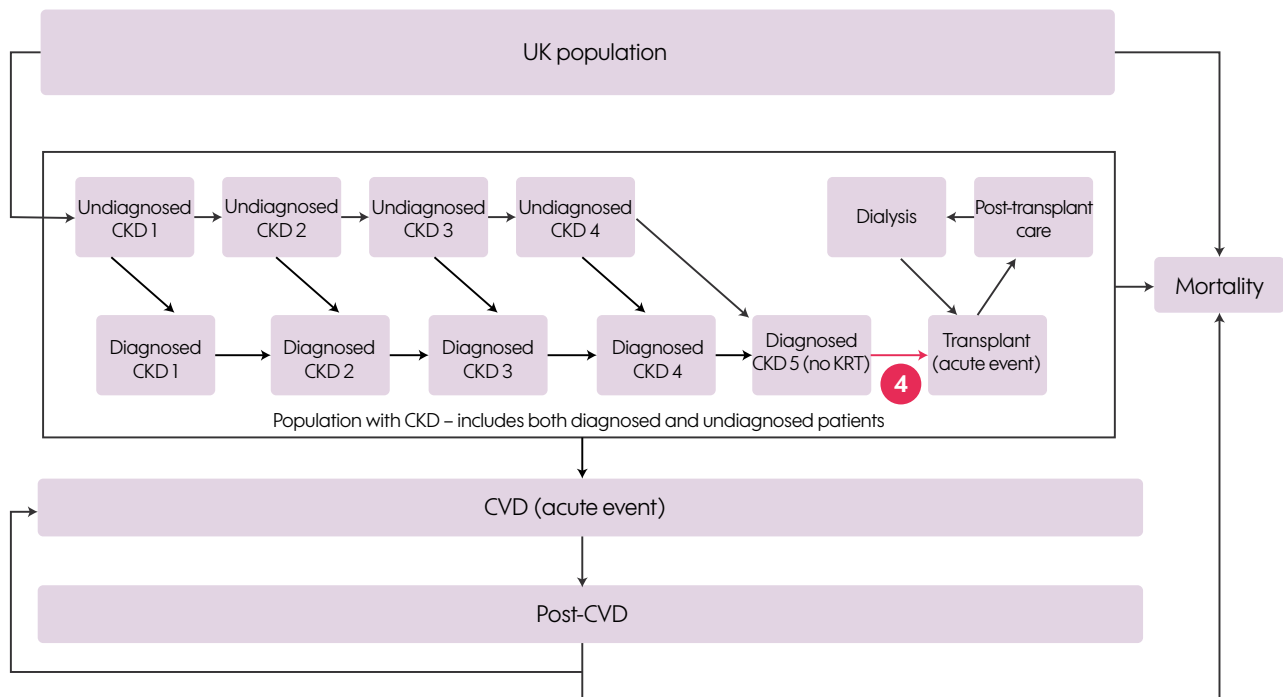 UK population
Undiagnosed
CKD 1
Undiagnosed
CKD 2
Undiagnosed
CKD 3
Undiagnosed
CKD 4
Dialysis
Post-transplant
care
Mortality
Diagnosed
CKD 1
Diagnosed
CKD 2
Diagnosed
CKD 3
Diagnosed
CKD 4
Diagnosed
CKD 5 (no KRT)
4
Transplant
(acute event)
Population with CKD – includes both diagnosed and undiagnosed patients
CVD (acute event)
Post-CVD